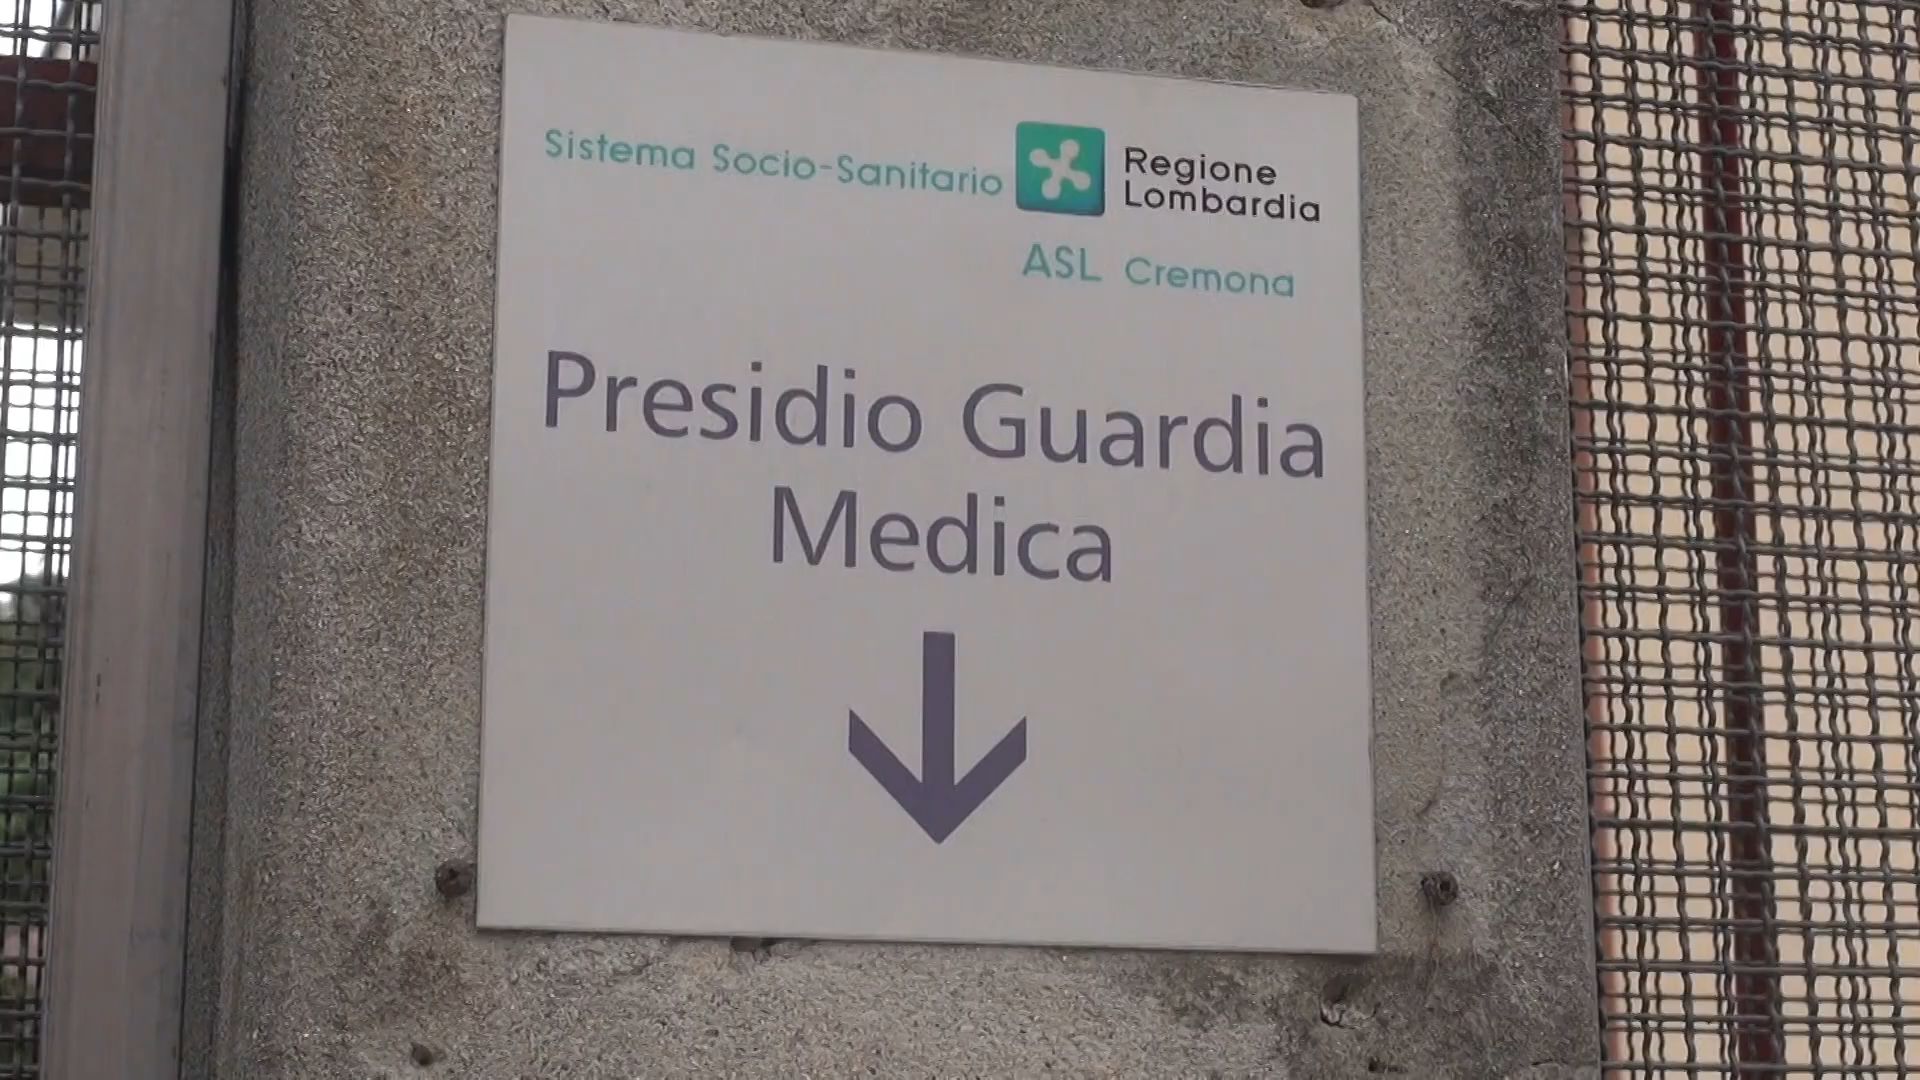 Sistema Socio-Sanitario
Regione
Lombardia
ASL Cremona
Presidio Guardia
Medica